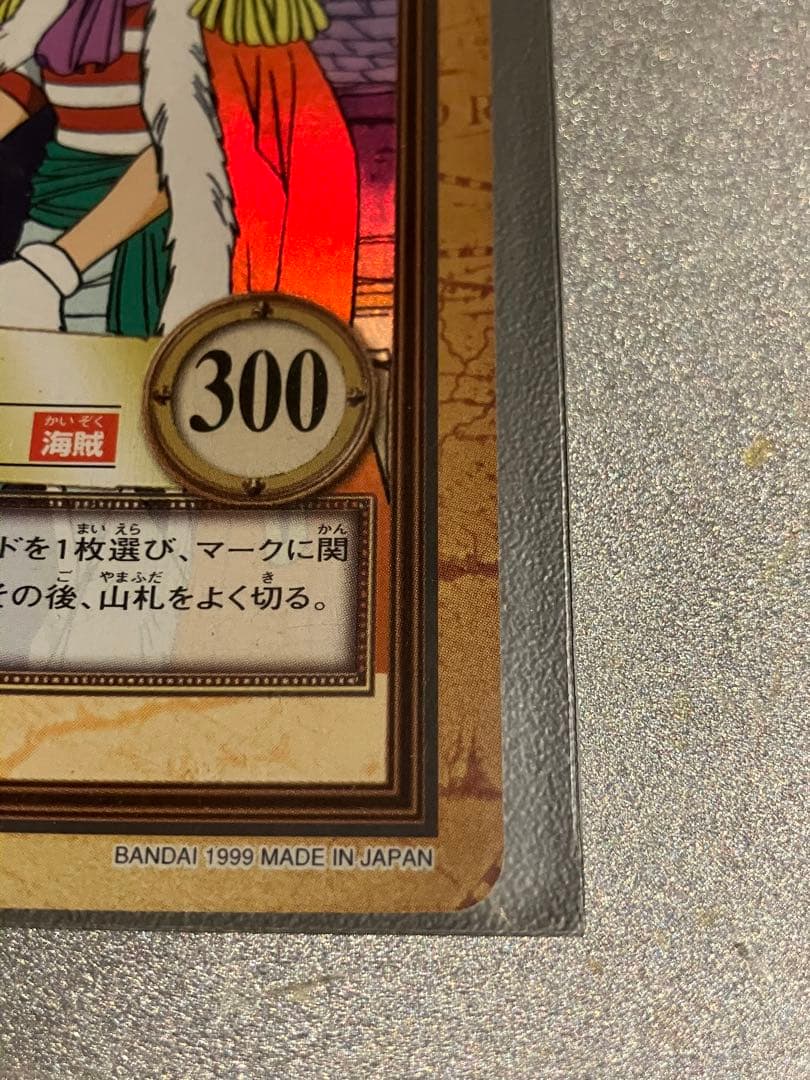 OR
300
かいぞく
海賊
まい えら かん
ドを1枚選び、マークに関
ご やまふだ き
その後、山札をよく切る。
BANDAI 1999 MADE IN JAPAN